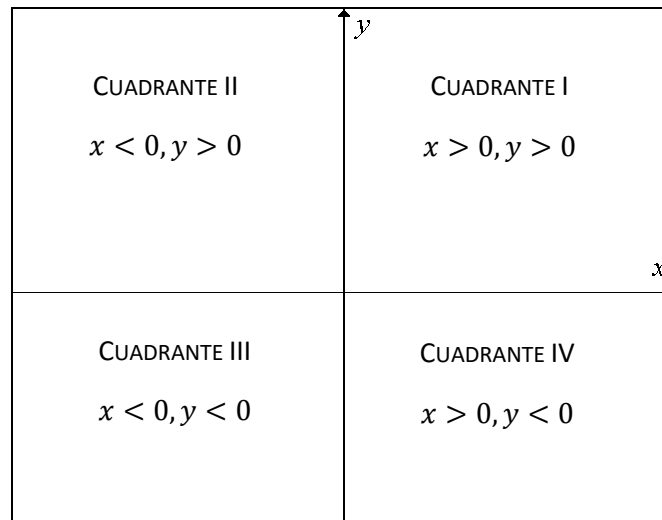 y
CUADRANTE II
x < 0, y > 0
CUADRANTE I
x > 0, y > 0
x
CUADRANTE III
x < 0, y < 0
CUADRANTE IV
x > 0, y < 0